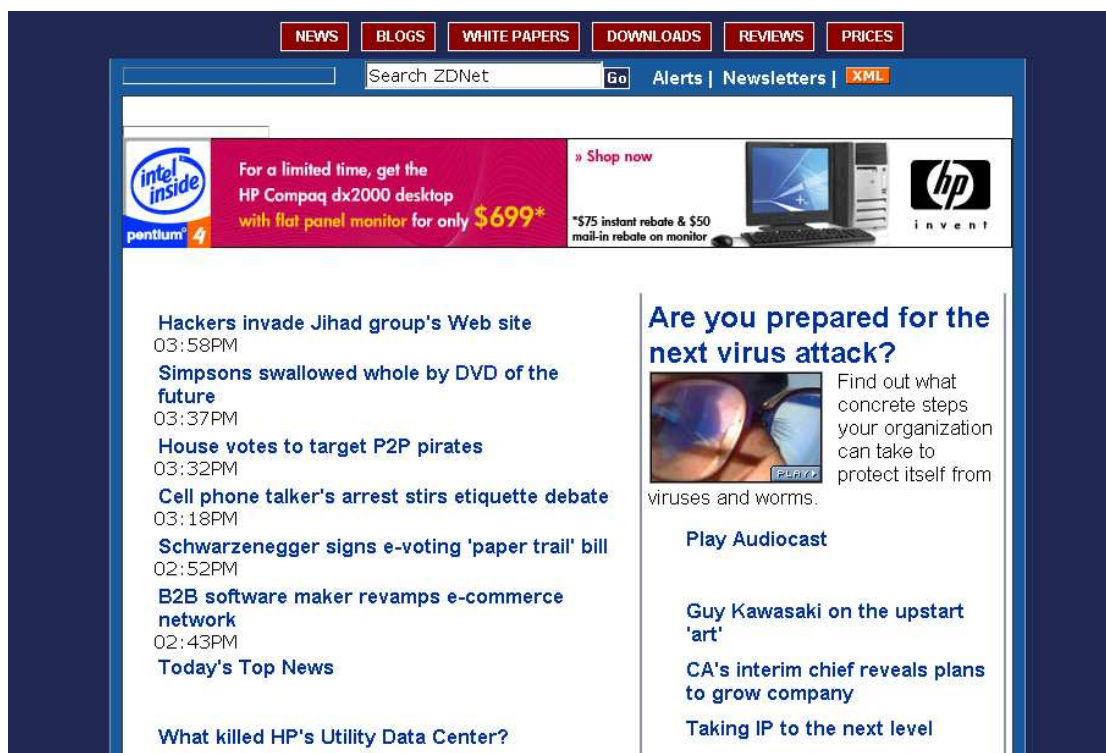 NEWS BLOGS WHITE PAPERS DOWNLOADS REVIEWS PRICES
Search ZDNet Go Alerts | Newsletters | XML
intel
inside
pentium® 4
For a limited time, get the
HP Compaq dx2000 desktop
with flat panel monitor for only $699*
» Shop now
*$75 instant rebate & $50
mail-in rebate on monitor
hp
invent
Hackers invade Jihad group's Web site
03:58PM
Simpsons swallowed whole by DVD of the
future
03:37PM
House votes to target P2P pirates
03:32PM
Cell phone talker's arrest stirs etiquette debate
03:18PM
Schwarzenegger signs e-voting 'paper trail' bill
02:52PM
B2B software maker revamps e-commerce
network
02:43PM
Today's Top News
What killed HP's Utility Data Center?
Are you prepared for the
next virus attack?
Find out what
concrete steps
your organization
can take to
PLAY
protect itself from
viruses and worms.
Play Audiocast
Guy Kawasaki on the upstart
'art'
CA's interim chief reveals plans
to grow company
Taking IP to the next level